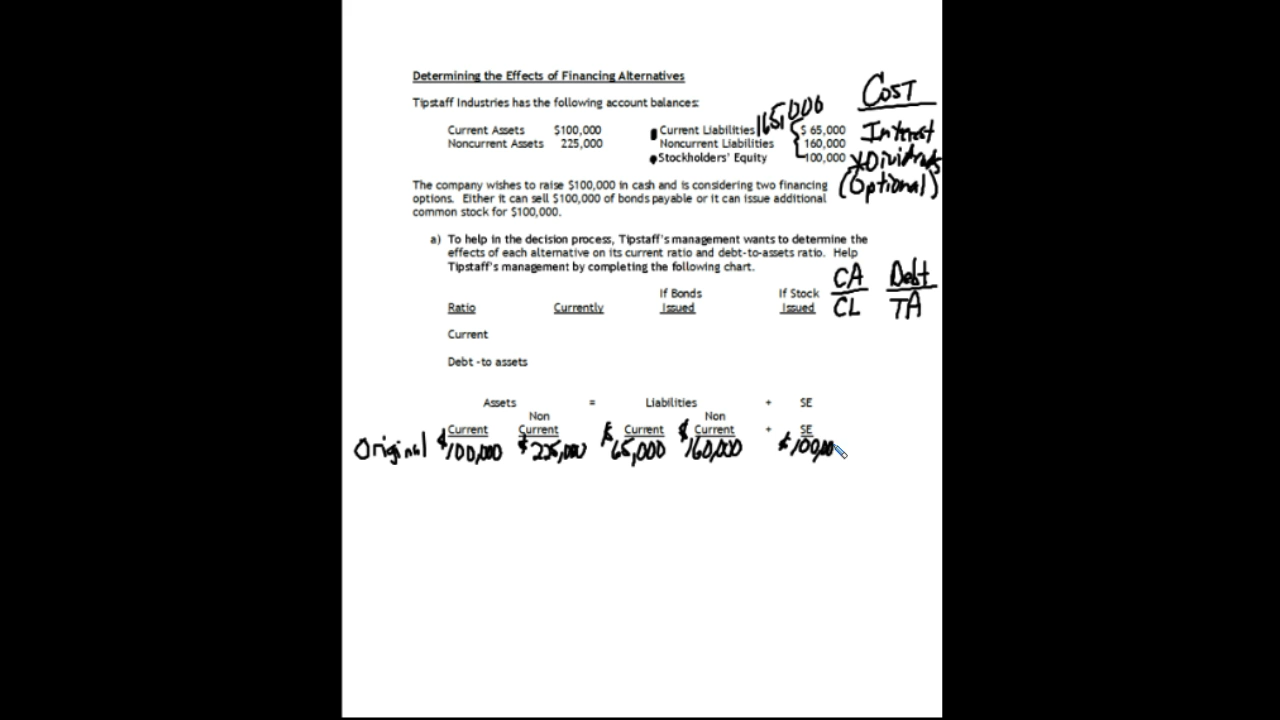 Determining the Effects of Financing Alternatives
COST
Tipstaff Industries has the following account balances:
165,000
Current Assets $100,000 Current Liabilities $ 65,000 Interest
Noncurrent Assets 225,000 Noncurrent Liabilities 160,000
Stockholders' Equity 100,000 *Dividends
The company wishes to raise $100,000 in cash and is considering two financing (Optional)
options. Either it can sell $100,000 of bonds payable or it can issue additional
common stock for $100,000.
a) To help in the decision process, Tipstaff's management wants to determine the
effects of each alternative on its current ratio and debt-to-assets ratio. Help
Tipstaff's management by completing the following chart.
CA Debt
CL TA
If Bonds If Stock
Ratio Currently Issued Issued
Current
Debt -to assets
Assets = Liabilities + SE
Non Non
Current Current Current Current + SE
Original $100,000 $225,000 $65,000 $160,000 $100,00